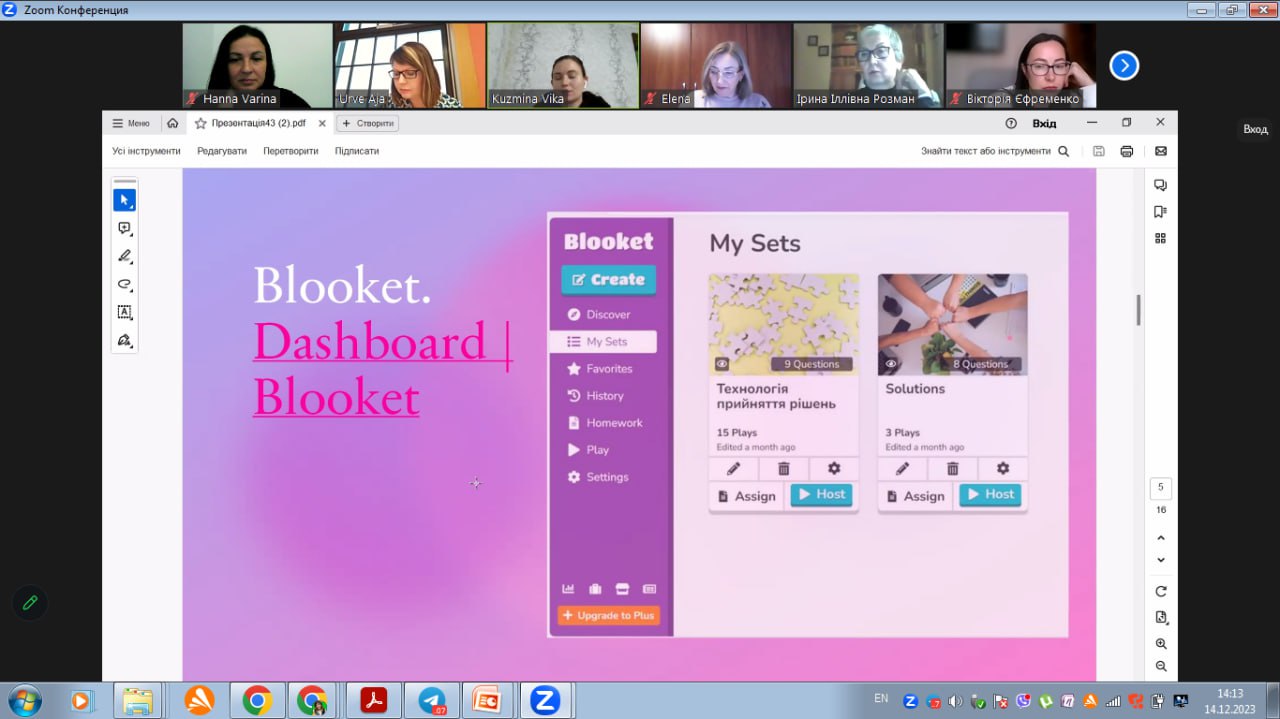 Zoom Конференция
Hanna Varina
Urve Aja
Kuzmina Vika
Elena
Ірина Іллівна Розман
Вікторія Єфременко
Вход
Меню
Презентація43 (2).pdf
Створити
Вхід
Усі інструменти
Редагувати
Перетворити
Підписати
Знайти текст або інструменти
Blooket.
Dashboard |
Blooket
Blooket
Create
Discover
My Sets
Favorites
History
Homework
Play
Settings
Upgrade to Plus
My Sets
9 Questions
Технологія
прийняття рішень
15 Plays
Edited a month ago
Assign
Host
8 Questions
Solutions
3 Plays
Edited a month ago
Assign
Host
5
16
EN
14:13
14.12.2023